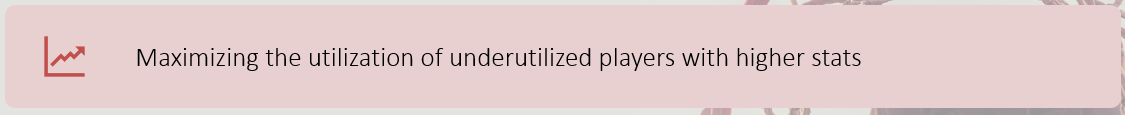 Maximizing the utilization of underutilized players with higher stats